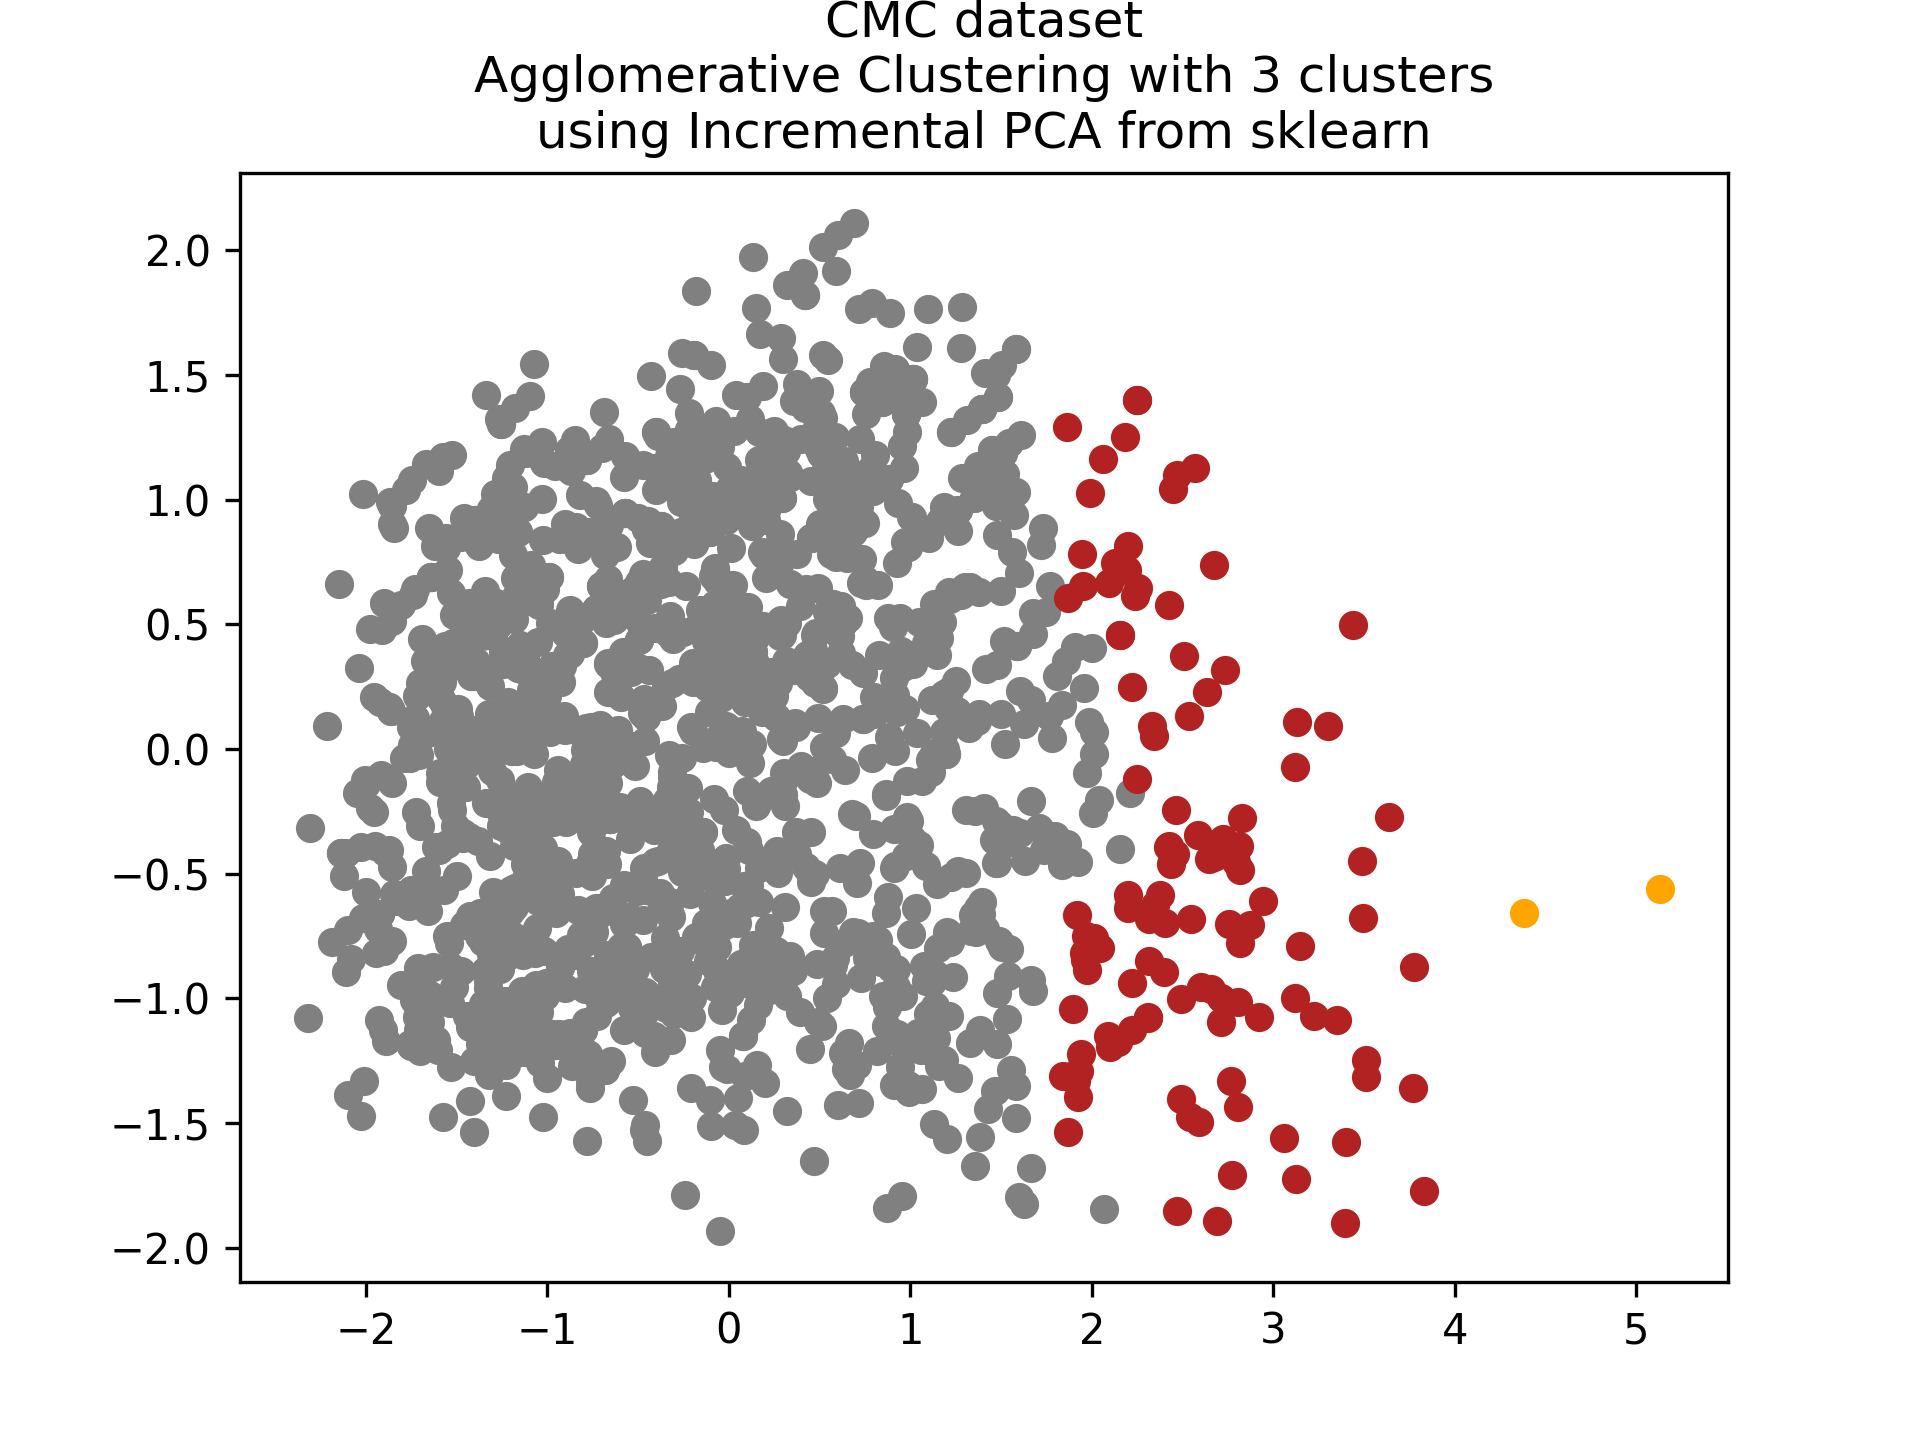 CMC dataset
Agglomerative Clustering with 3 clusters
using Incremental PCA from sklearn
2.0
1.5
1.0
0.5
0.0
−0.5
−1.0
−1.5
−2.0
−2 −1 0 1 2 3 4 5